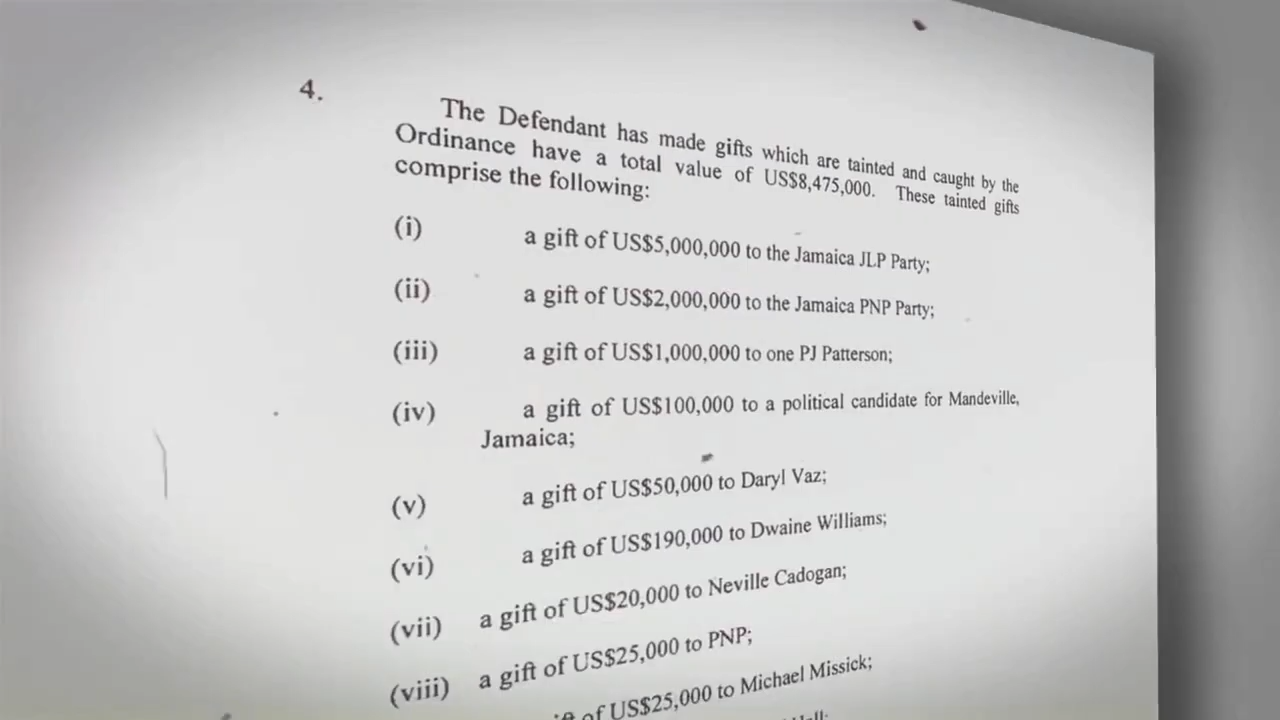 4.
The Defendant has made gifts which are tainted and caught by the
Ordinance have a total value of US$8,475,000. These tainted gifts
comprise the following:
(i) a gift of US$5,000,000 to the Jamaica JLP Party;
(ii) a gift of US$2,000,000 to the Jamaica PNP Party;
(iii) a gift of US$1,000,000 to one PJ Patterson;
(iv) a gift of US$100,000 to a political candidate for Mandeville,
Jamaica;
(v) a gift of US$50,000 to Daryl Vaz;
(vi) a gift of US$190,000 to Dwaine Williams;
(vii) a gift of US$20,000 to Neville Cadogan;
(viii) a gift of US$25,000 to PNP;
of US$25,000 to Michael Missick;